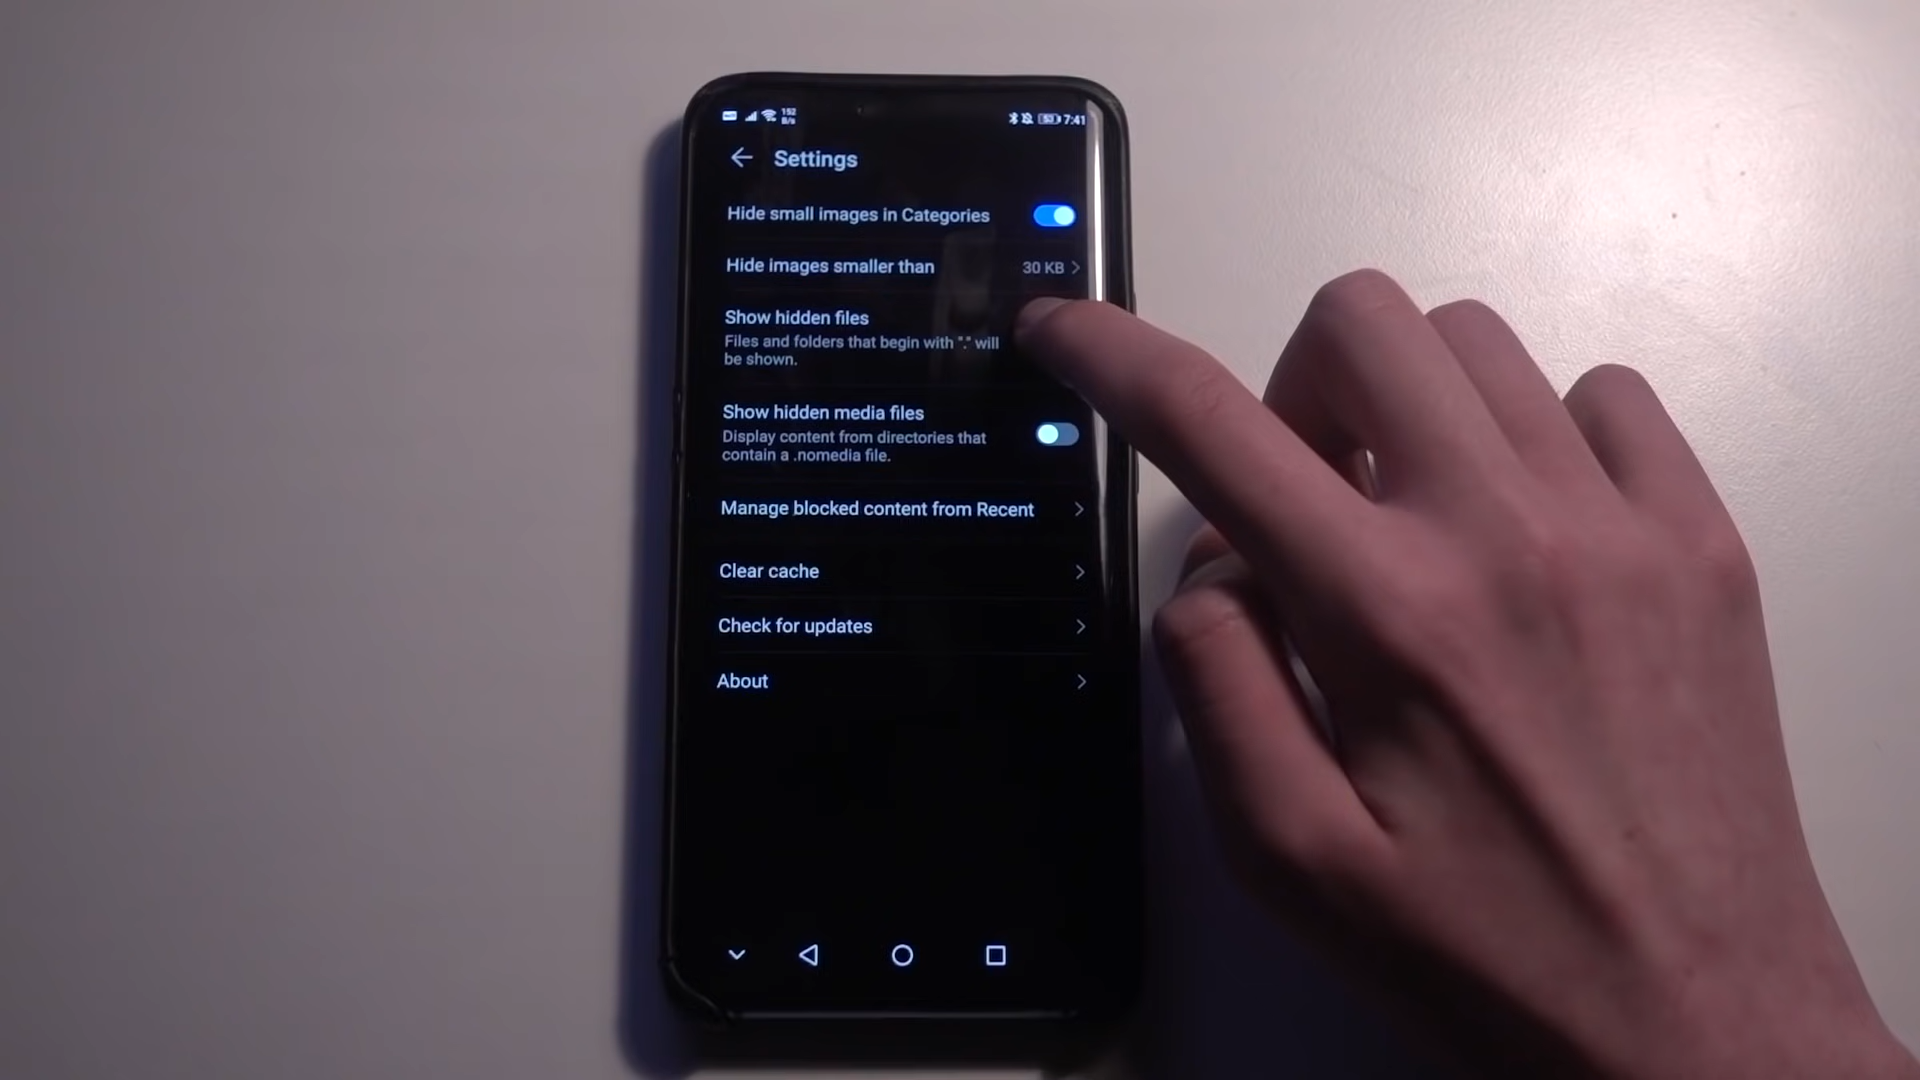 152
B/s
7:41
Settings
Hide small images in Categories
Hide images smaller than
30 KB
Show hidden files
Files and folders that begin with "." will
be shown.
Show hidden media files
Display content from directories that
contain a .nomedia file.
Manage blocked content from Recent
Clear cache
Check for updates
About